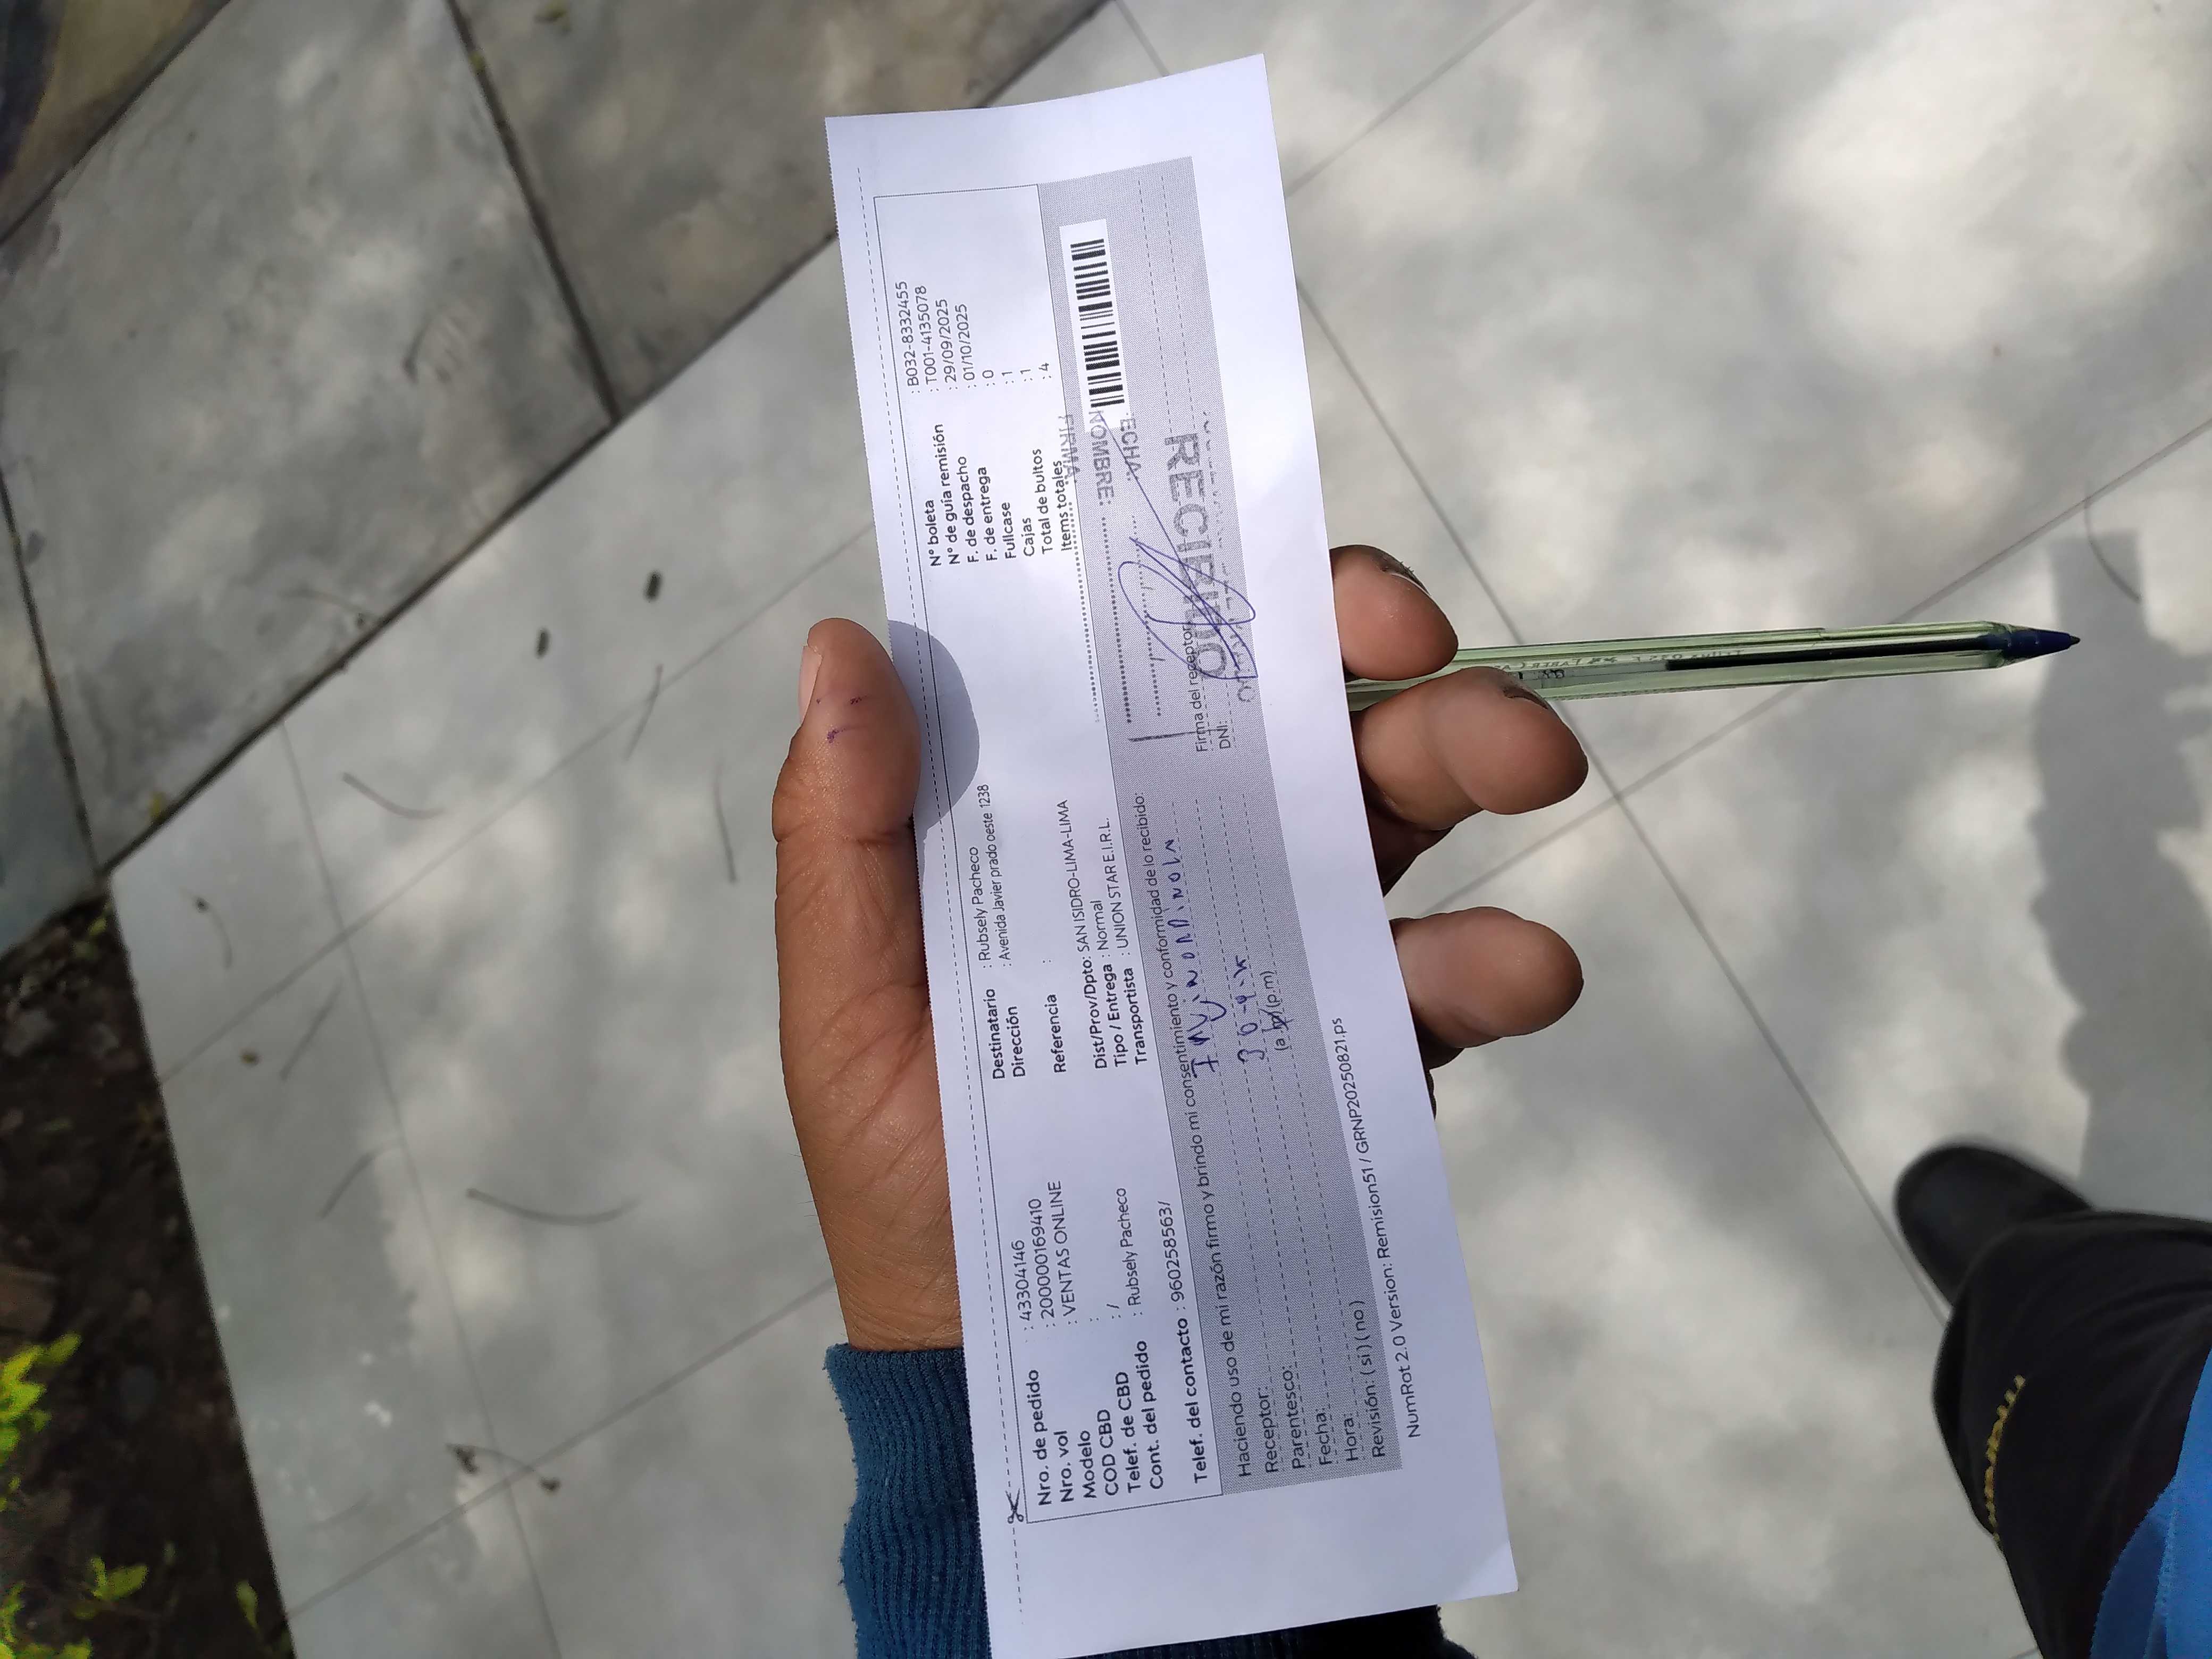 Nro. de pedido : 43304146
Nro. vol : 200000169410
Modelo : VENTAS ONLINE
COD CBD :
Telef. de CBD : /
Cont. del pedido : Rubsely Pacheco
Telef. del contacto : 960258563/
Destinatario : Rubsely Pacheco
Dirección : Avenida Javier prado oeste 1238
Referencia :
Dist/Prov/Dpto: SAN ISIDRO-LIMA-LIMA
Tipo / Entrega : Normal
Transportista : UNION STAR E.I.R.L.
N° boleta : B032-8332455
N° de guía remisión : T001-4135078
F. de despacho : 29/09/2025
F. de entrega : 01/10/2025
Fullcase : 0
Cajas : 1
Total de bultos : 1
Items totales : 4
Haciendo uso de mi razón firmo y brindo mi consentimiento y conformidad de lo recibido:
Receptor:
Parentesco:
Fecha:
Hora: (p.m)
Revisión: ( si ) ( no )
FIRMA
NOMBRE:
ECHA:
RECIBIDO
Firma del receptor
DNI:
NumRot 2.0 Version: Remision51 / GRNP20250821.ps